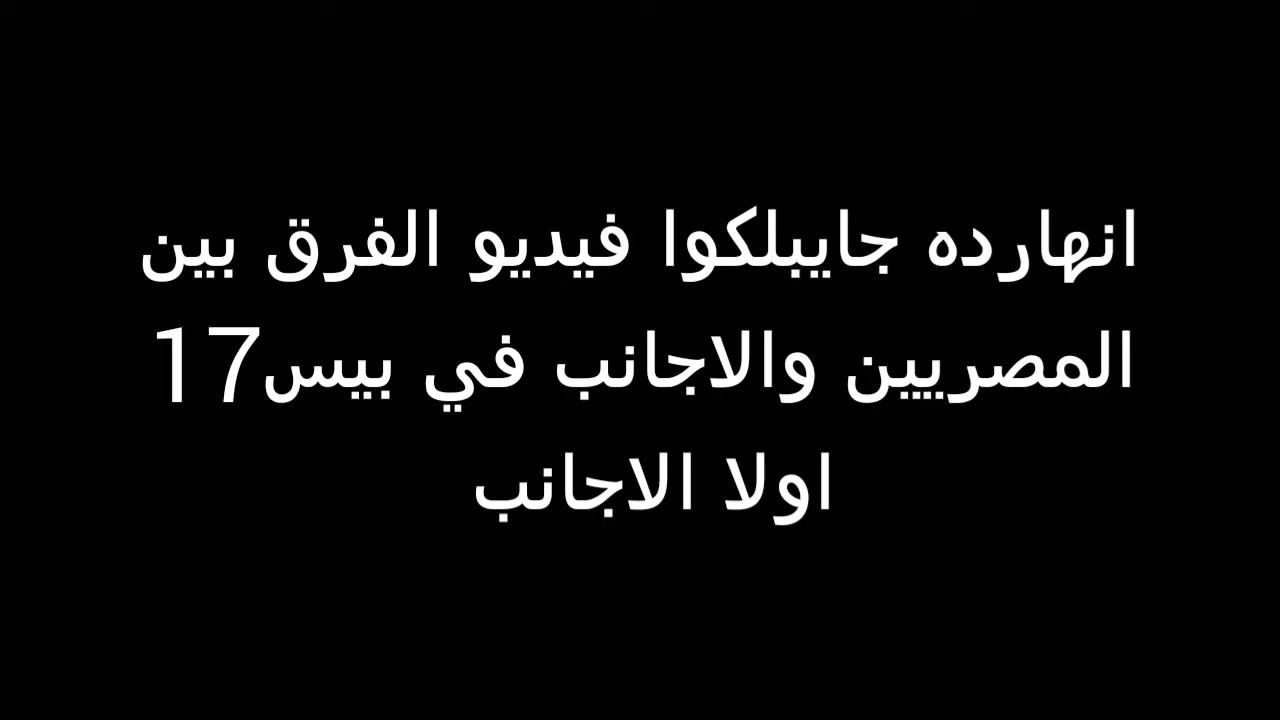 انهارده جايبلكوا فيديو الفرق بين
المصريين والاجانب في بيس17
اولا الاجانب